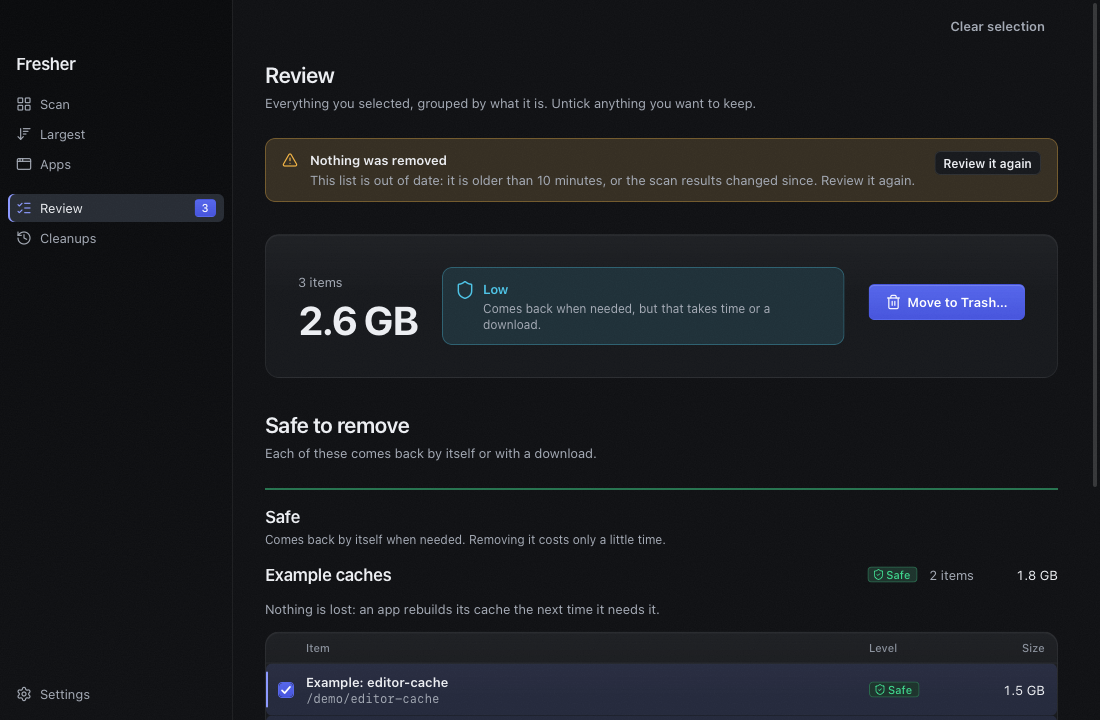 Clear selection
Fresher
Scan
Largest
Apps
Review 3
Cleanups
Settings
Review
Everything you selected, grouped by what it is. Untick anything you want to keep.
Nothing was removed
This list is out of date: it is older than 10 minutes, or the scan results changed since. Review it again.
Review it again
3 items
2.6 GB
Low
Comes back when needed, but that takes time or a
download.
Move to Trash...
Safe to remove
Each of these comes back by itself or with a download.
Safe
Comes back by itself when needed. Removing it costs only a little time.
Example caches Safe 2 items 1.8 GB
Nothing is lost: an app rebuilds its cache the next time it needs it.
Item Level Size
Example: editor-cache Safe 1.5 GB
/demo/editor-cache